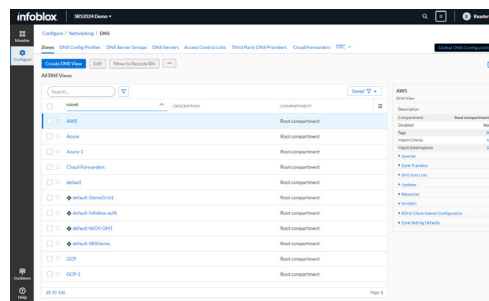 infoblox. SRS2024 Demo
Reader
Monitor
Configure
Guidance
Help
Configure / Networking / DNS
Zones DNS Config Profiles DNS Server Groups DNS Servers Access Control Lists Third Party DNS Providers Cloud Forwarders DTC
Global DNS Configuration
Create DNS View Edit Move to Recycle Bin ...
All DNS Views
Search... Saved
NAME DESCRIPTION COMPARTMENT
AWS Root compartment
Azure Root compartment
Azure-1 Root compartment
Cloud-Forwarders Root compartment
default Root compartment
default-DemoGrid1 Root compartment
default-Infoblox-ecf6 Root compartment
default-NIOS-GM1 Root compartment
default-SRSDemo Root compartment
GCP Root compartment
GCP-1 Root compartment
25 50 100 Page 1
AWS
DNS View
Description
Compartment Root compartment
Disabled
Tags
Match Clients
Match Destinations
Queries
Zone Transfers
DNS Sort Lists
Updates
Recursion
DNSSEC
EDNS Client Subnet Configuration
Zone Setting Defaults